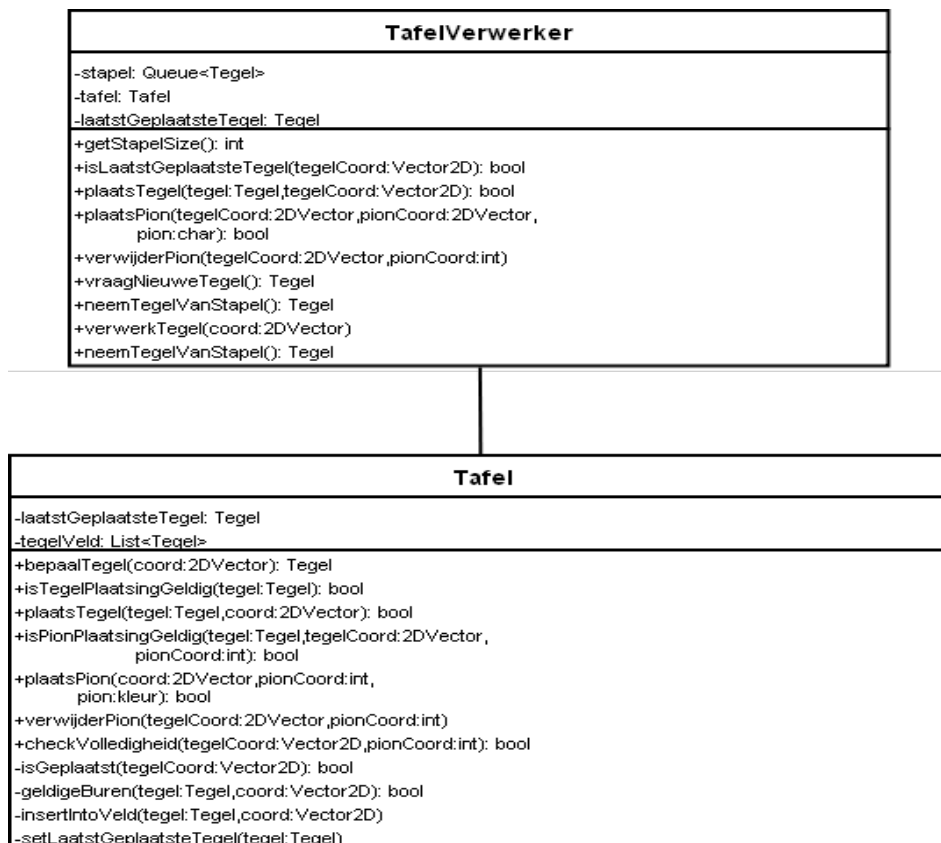 TafelVerwerker
-stapel: Queue<Tegel>
-tafel: Tafel
-laatstGeplaatsteTegel: Tegel
+getStapelSize(): int
+isLaatstGeplaatsteTegel(tegelCoord:Vector2D): bool
+plaatsTegel(tegel:Tegel,tegelCoord:Vector2D): bool
+plaatsPion(tegelCoord:2DVector,pionCoord:2DVector,
pion:char): bool
+verwijderPion(tegelCoord:2DVector,pionCoord:int)
+vraagNieuweTegel(): Tegel
+neemTegelVanStapel(): Tegel
+verwerkTegel(coord:2DVector)
+neemTegelVanStapel(): Tegel
Tafel
-laatstGeplaatsteTegel: Tegel
-tegelVeld: List<Tegel>
+bepaalTegel(coord:2DVector): Tegel
+isTegelPlaatsingGeldig(tegel:Tegel): bool
+plaatsTegel(tegel:Tegel,coord:2DVector): bool
+isPionPlaatsingGeldig(tegel:Tegel,tegelCoord:2DVector,
pionCoord:int): bool
+plaatsPion(coord:2DVector,pionCoord:int,
pion:kleur): bool
+verwijderPion(tegelCoord:2DVector,pionCoord:int)
+checkVolledigheid(tegelCoord:Vector2D,pionCoord:int): bool
-isGeplaatst(tegelCoord:Vector2D): bool
-geldigeBuren(tegel:Tegel,coord:Vector2D): bool
-insertIntoVeld(tegel:Tegel,coord:Vector2D)
-setLaatstGeplaatsteTegel(tegel:Tegel)